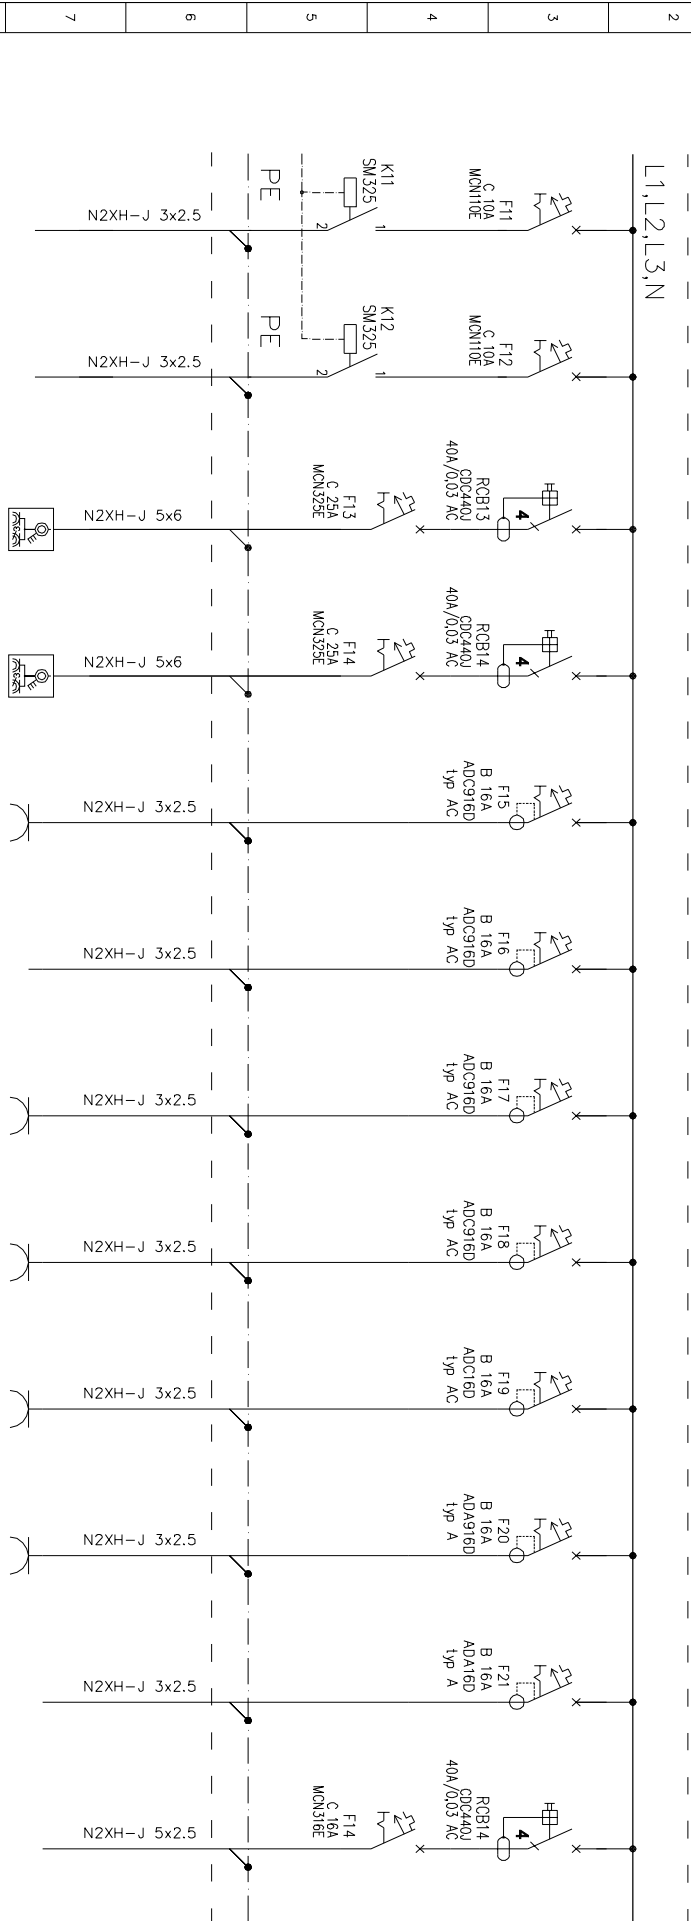 7
6
5
4
3
2
L1,L2,L3,N
PE
K11
SM325
F11
C 10A
MCN110E
1
2
N2XH-J 3x2.5
PE
K12
SM325
F12
C 10A
MCN110E
1
2
N2XH-J 3x2.5
RCB13
CDC440J
40A/0,03 AC
4
F13
C 25A
MCN325E
N2XH-J 5x6
RCB14
CDC440J
40A/0,03 AC
4
F14
C 25A
MCN325E
N2XH-J 5x6
F15
B 16A
ADC916D
typ AC
N2XH-J 3x2.5
F16
B 16A
ADC916D
typ AC
N2XH-J 3x2.5
F17
B 16A
ADC916D
typ AC
N2XH-J 3x2.5
F18
B 16A
ADC916D
typ AC
N2XH-J 3x2.5
F19
B 16A
ADC16D
typ AC
N2XH-J 3x2.5
F20
B 16A
ADA916D
typ A
N2XH-J 3x2.5
F21
B 16A
ADA16D
typ A
N2XH-J 3x2.5
RCB14
CDC440J
40A/0,03 AC
4
F14
C 16A
MCN316E
N2XH-J 5x2.5